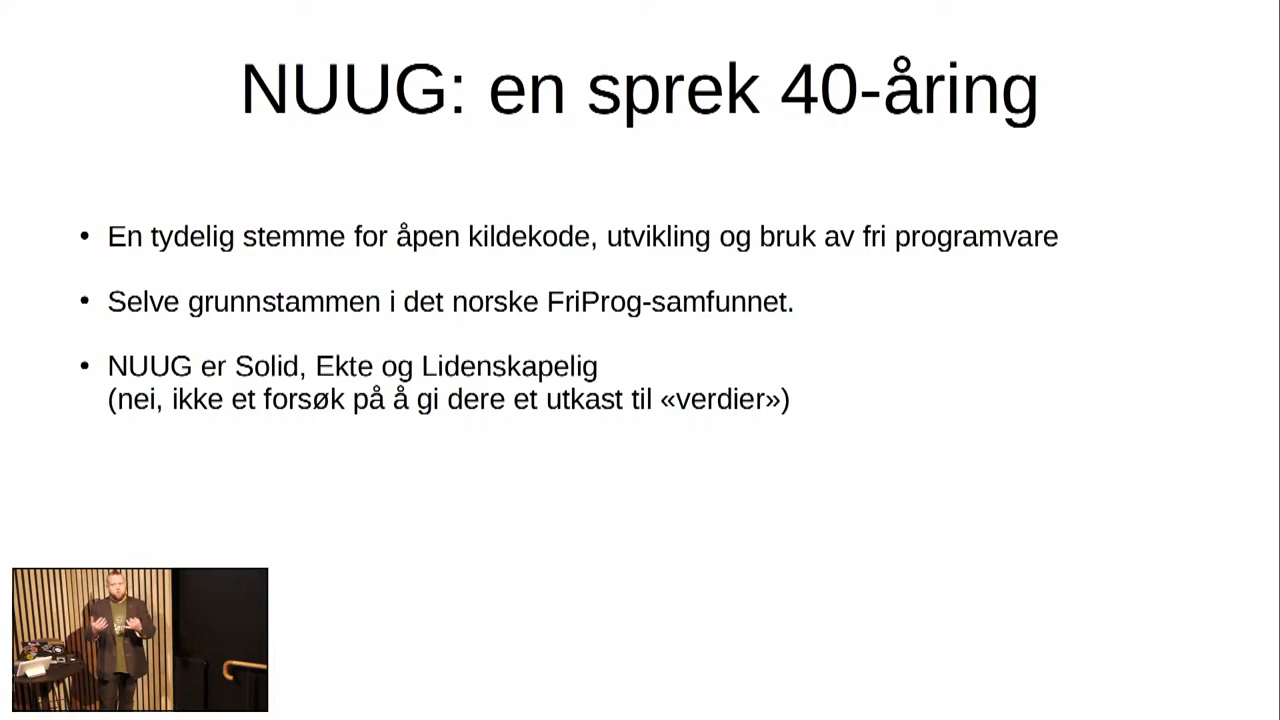 NUUG: en sprek 40-åring
• En tydelig stemme for åpen kildekode, utvikling og bruk av fri programvare
• Selve grunnstammen i det norske FriProg-samfunnet.
• NUUG er Solid, Ekte og Lidenskapelig
(nei, ikke et forsøk på å gi dere et utkast til «verdier»)